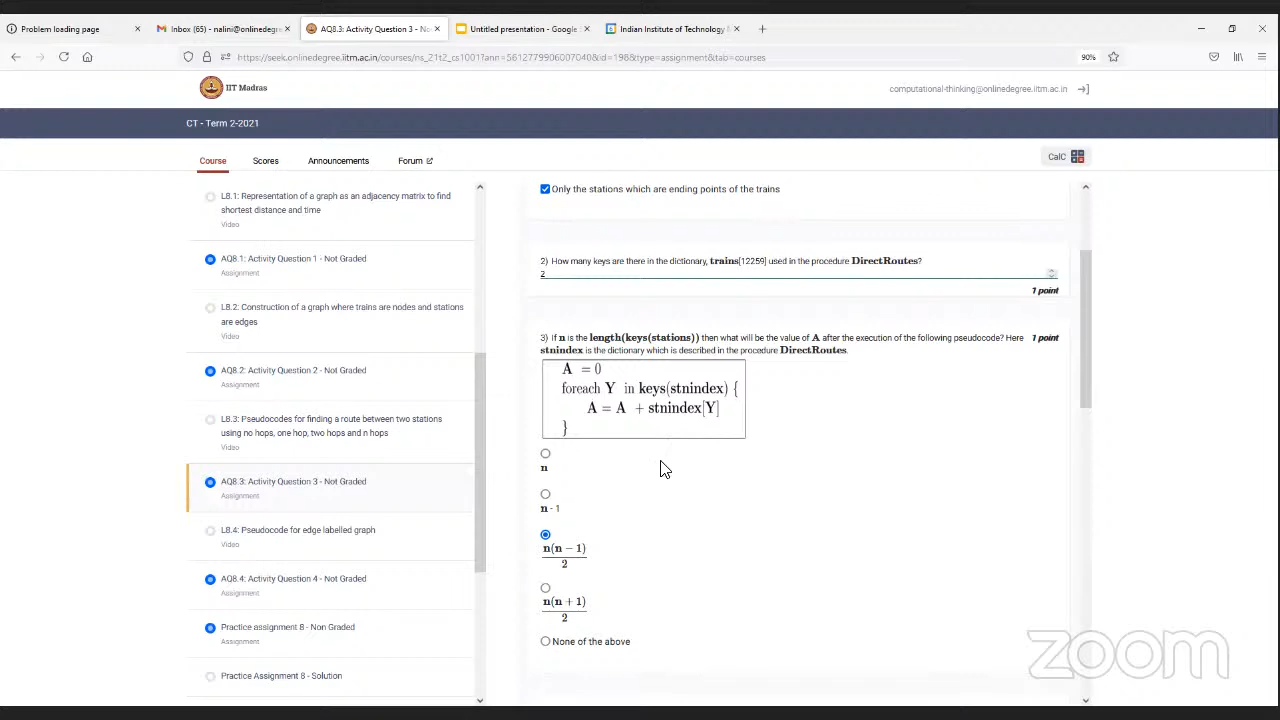 Problem loading page
Inbox (65) - nalini@onlinedegre
AQ8.3: Activity Question 3 - No
Untitled presentation - Google
Indian Institute of Technology
https://seek.onlinedegree.iitm.ac.in/courses/ns_21t2_cs1001?ann=5612779906007040&id=198&type=assignment&tab=courses
90%
IIT Madras
computational-thinking@onlinedegree.iitm.ac.in
CT - Term 2-2021
Course
Scores
Announcements
Forum
CalC
L8.1: Representation of a graph as an adjacency matrix to find
shortest distance and time
Video
AQ8.1: Activity Question 1 - Not Graded
Assignment
L8.2: Construction of a graph where trains are nodes and stations
are edges
Video
AQ8.2: Activity Question 2 - Not Graded
Assignment
L8.3: Pseudocodes for finding a route between two stations
using no hops, one hop, two hops and n hops
Video
AQ8.3: Activity Question 3 - Not Graded
Assignment
L8.4: Pseudocode for edge labelled graph
Video
AQ8.4: Activity Question 4 - Not Graded
Assignment
Practice assignment 8 - Non Graded
Assignment
Practice Assignment 8 - Solution
Only the stations which are ending points of the trains
2) How many keys are there in the dictionary, trains[12259] used in the procedure DirectRoutes?
2
1 point
3) If n is the length(keys(stations)) then what will be the value of A after the execution of the following pseudocode? Here 1 point
stnindex is the dictionary which is described in the procedure DirectRoutes.
A = 0
foreach Y in keys(stnindex) {
A = A + stnindex[Y]
}
n
n - 1
n(n − 1)
2
n(n + 1)
2
None of the above
zoom